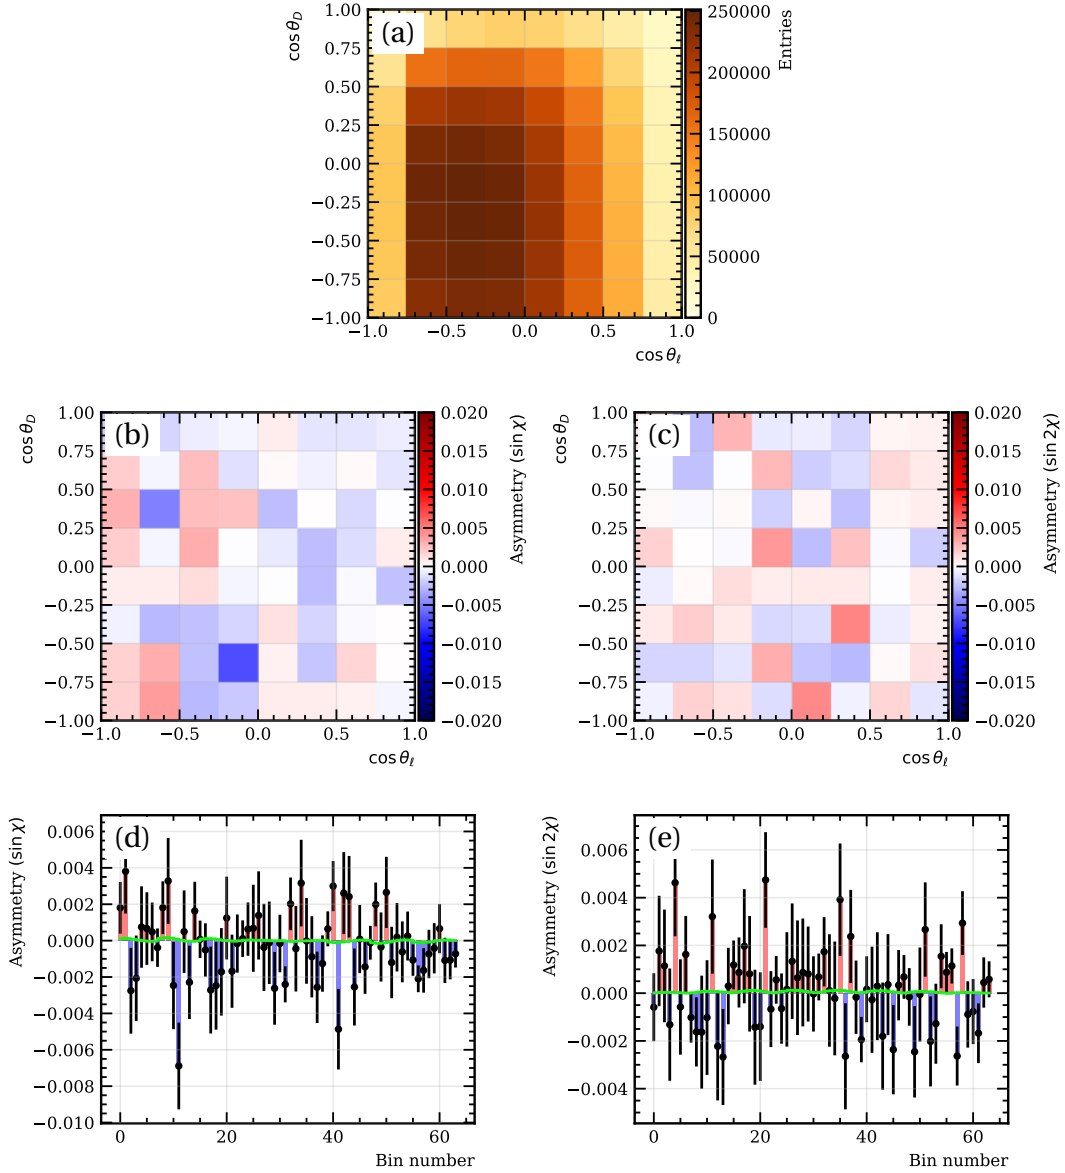 (a)
cos θ_D
1.00
0.75
0.50
0.25
0.00
−0.25
−0.50
−0.75
−1.00
−1.0 −0.5 0.0 0.5 1.0
cos θ_ℓ
250000
200000
150000
100000
50000
0
Entries
(b)
cos θ_D
1.00
0.75
0.50
0.25
0.00
−0.25
−0.50
−0.75
−1.00
−1.0 −0.5 0.0 0.5 1.0
cos θ_ℓ
0.020
0.015
0.010
0.005
0.000
−0.005
−0.010
−0.015
−0.020
Asymmetry (sin χ)
(c)
cos θ_D
1.00
0.75
0.50
0.25
0.00
−0.25
−0.50
−0.75
−1.00
−1.0 −0.5 0.0 0.5 1.0
cos θ_ℓ
0.020
0.015
0.010
0.005
0.000
−0.005
−0.010
−0.015
−0.020
Asymmetry (sin 2χ)
(d)
Asymmetry (sin χ)
0.006
0.004
0.002
0.000
−0.002
−0.004
−0.006
−0.008
−0.010
0 20 40 60
Bin number
(e)
Asymmetry (sin 2χ)
0.006
0.004
0.002
0.000
−0.002
−0.004
0 20 40 60
Bin number